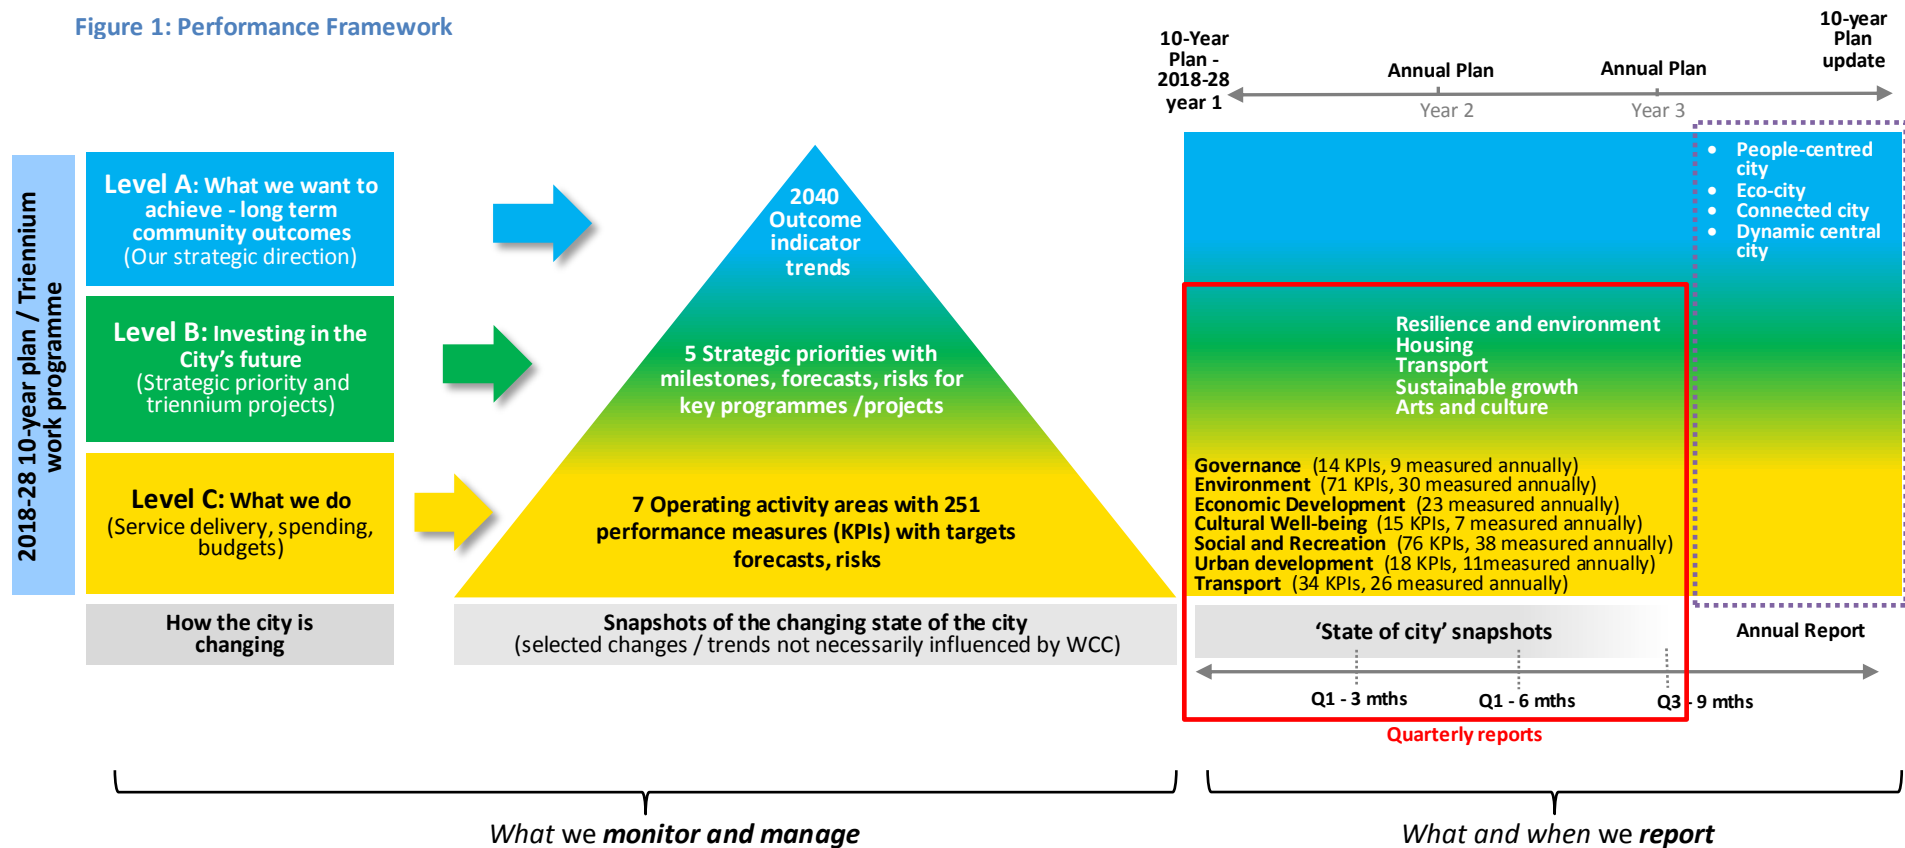 Figure 1: Performance Framework
10-Year
Plan -
2018-28
year 1
Annual Plan
Year 2
Annual Plan
Year 3
10-year
Plan
update
2018-28 10-year plan / Triennium
work programme
Level A: What we want to
achieve - long term
community outcomes
(Our strategic direction)
Level B: Investing in the
City’s future
(Strategic priority and
triennium projects)
Level C: What we do
(Service delivery, spending,
budgets)
How the city is
changing
2040
Outcome
indicator
trends
5 Strategic priorities with
milestones, forecasts, risks for
key programmes /projects
7 Operating activity areas with 251
performance measures (KPIs) with targets
forecasts, risks
Snapshots of the changing state of the city
(selected changes / trends not necessarily influenced by WCC)
• People-centred
city
• Eco-city
• Connected city
• Dynamic central
city
Resilience and environment
Housing
Transport
Sustainable growth
Arts and culture
Governance (14 KPIs, 9 measured annually)
Environment (71 KPIs, 30 measured annually)
Economic Development (23 measured annually)
Cultural Well-being (15 KPIs, 7 measured annually)
Social and Recreation (76 KPIs, 38 measured annually)
Urban development (18 KPIs, 11measured annually)
Transport (34 KPIs, 26 measured annually)
‘State of city’ snapshots
Annual Report
Q1 - 3 mths
Q1 - 6 mths
Q3 - 9 mths
Quarterly reports
What we monitor and manage
What and when we report